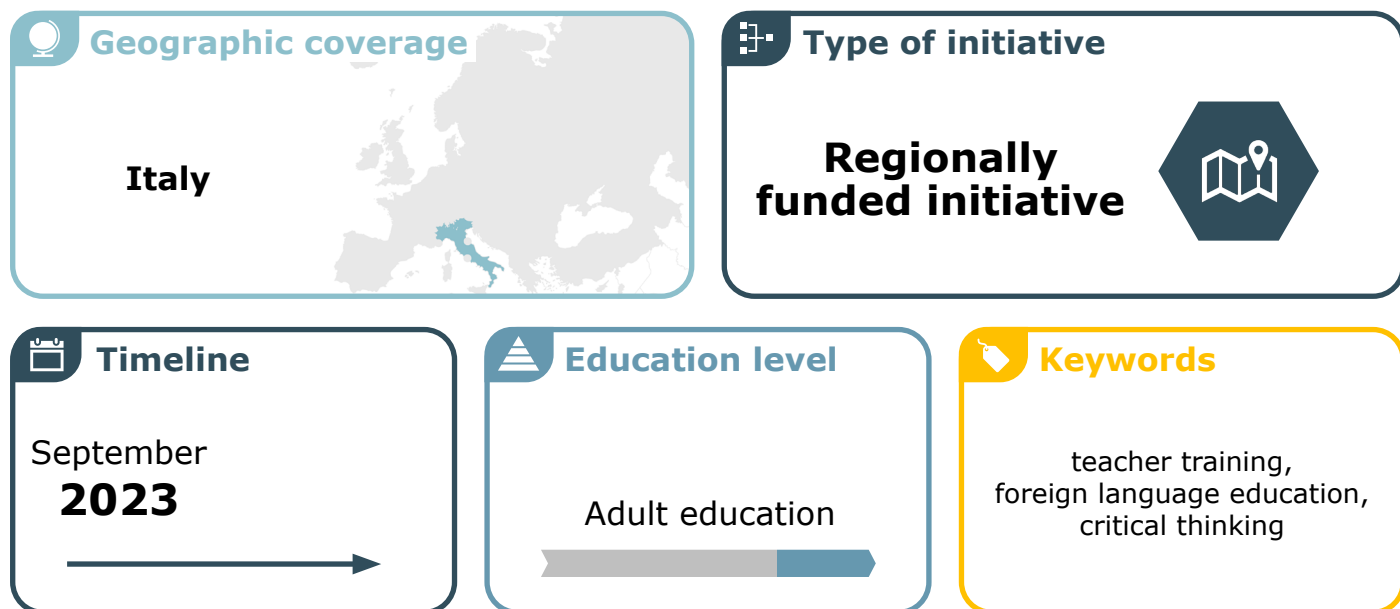 Geographic coverage
Italy
Type of initiative
Regionally
funded initiative
Timeline
September
2023
Education level
Adult education
Keywords
teacher training,
foreign language education,
critical thinking